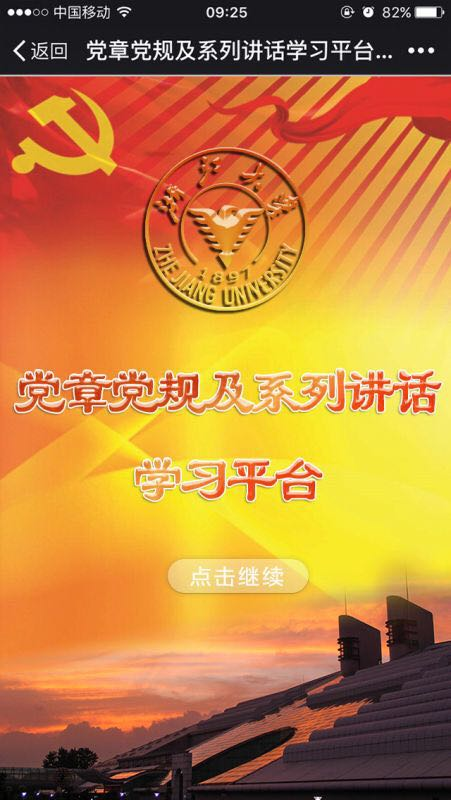 中国移动 09:25 82%
返回 党章党规及系列讲话学习平台...
浙江大学
1897
ZHEJIANG UNIVERSITY
党章党规及系列讲话
学习平台
点击继续